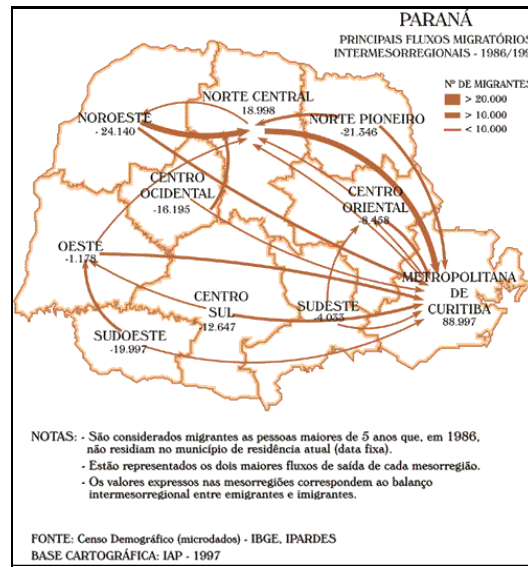 PARANÁ
PRINCIPAIS FLUXOS MIGRATÓRIOS
INTERMESORREGIONAIS - 1986/199
Nº DE MIGRANTES
> 20.000
> 10.000
< 10.000
NORTE CENTRAL
18.998
NOROESTE
- 24.140
NORTE PIONEIRO
-21.346
CENTRO
OCIDENTAL
-16.195
CENTRO
ORIENTAL
-8.458
OESTE
-1.178
METROPOLITANA
DE
CURITIBA
88.997
CENTRO
SUL
-12.647
SUDESTE
-4.033
SUDOESTE
-19.997
NOTAS: - São considerados migrantes as pessoas maiores de 5 anos que, em 1986,
não residiam no município de residência atual (data fixa).
- Estão representados os dois maiores fluxos de saída de cada mesorregião.
- Os valores expressos nas mesorregiões correspondem ao balanço
intermesorregional entre emigrantes e imigrantes.
FONTE: Censo Demográfico (microdados) - IBGE, IPARDES
BASE CARTOGRÁFICA: IAP - 1997